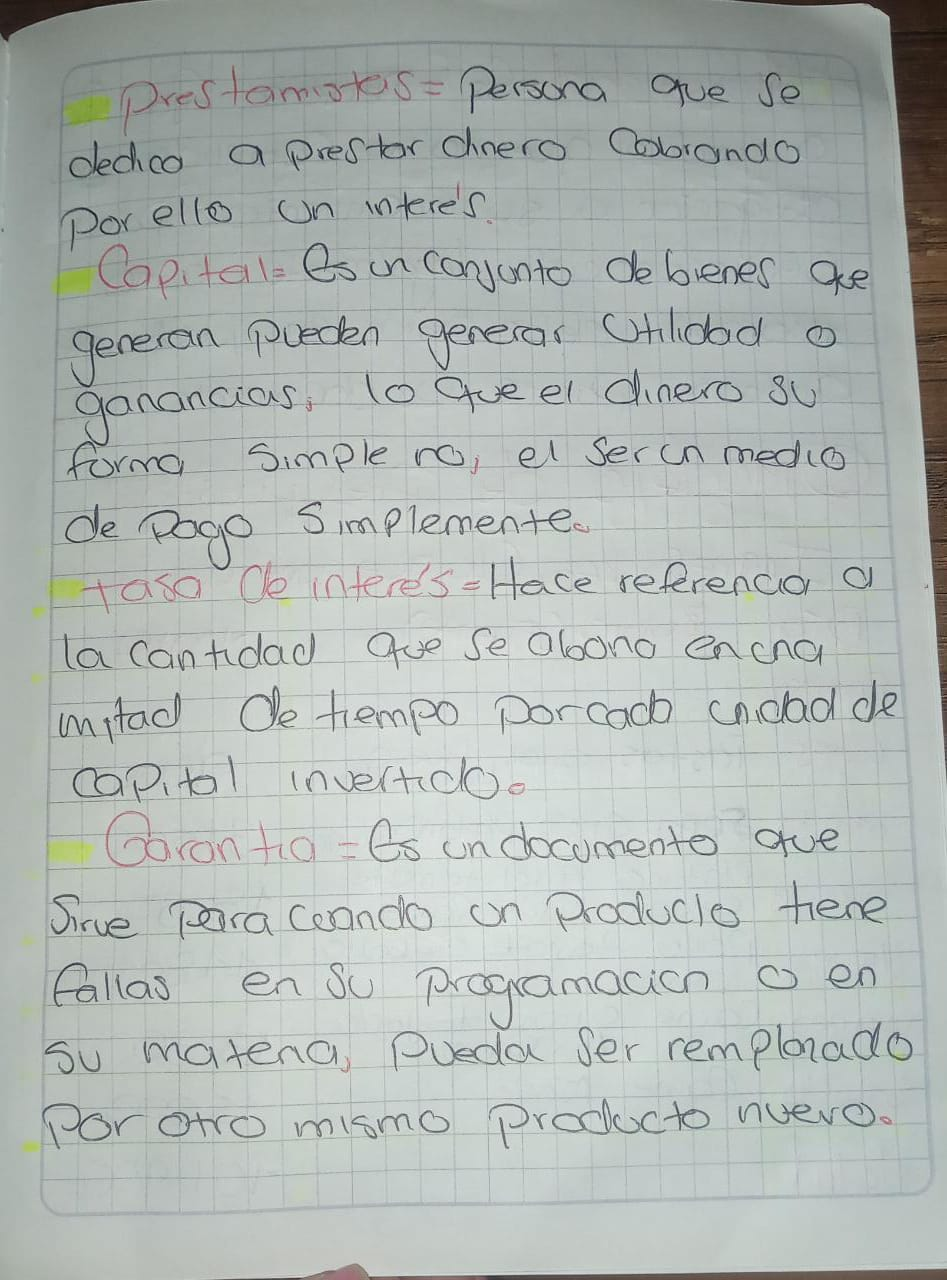 Prestamistas = Persona que se
dedica a prestar dinero Cobrando
Por ello un interés.
Capital = Es un conjunto de bienes que
generan pueden generar Utilidad o
ganancias, lo que el dinero su
forma simple no, el ser un medio
de Pago Simplemente.
tasa de interés = Hace referencia a
la cantidad que se abona en una
mitad de tiempo por cada unidad de
capital invertido.
Garantia = Es un documento que
Sirve para cuando un Producto tiene
fallas en su programación o en
su materia, pueda ser remplazado
Por otro mismo producto nuevo.